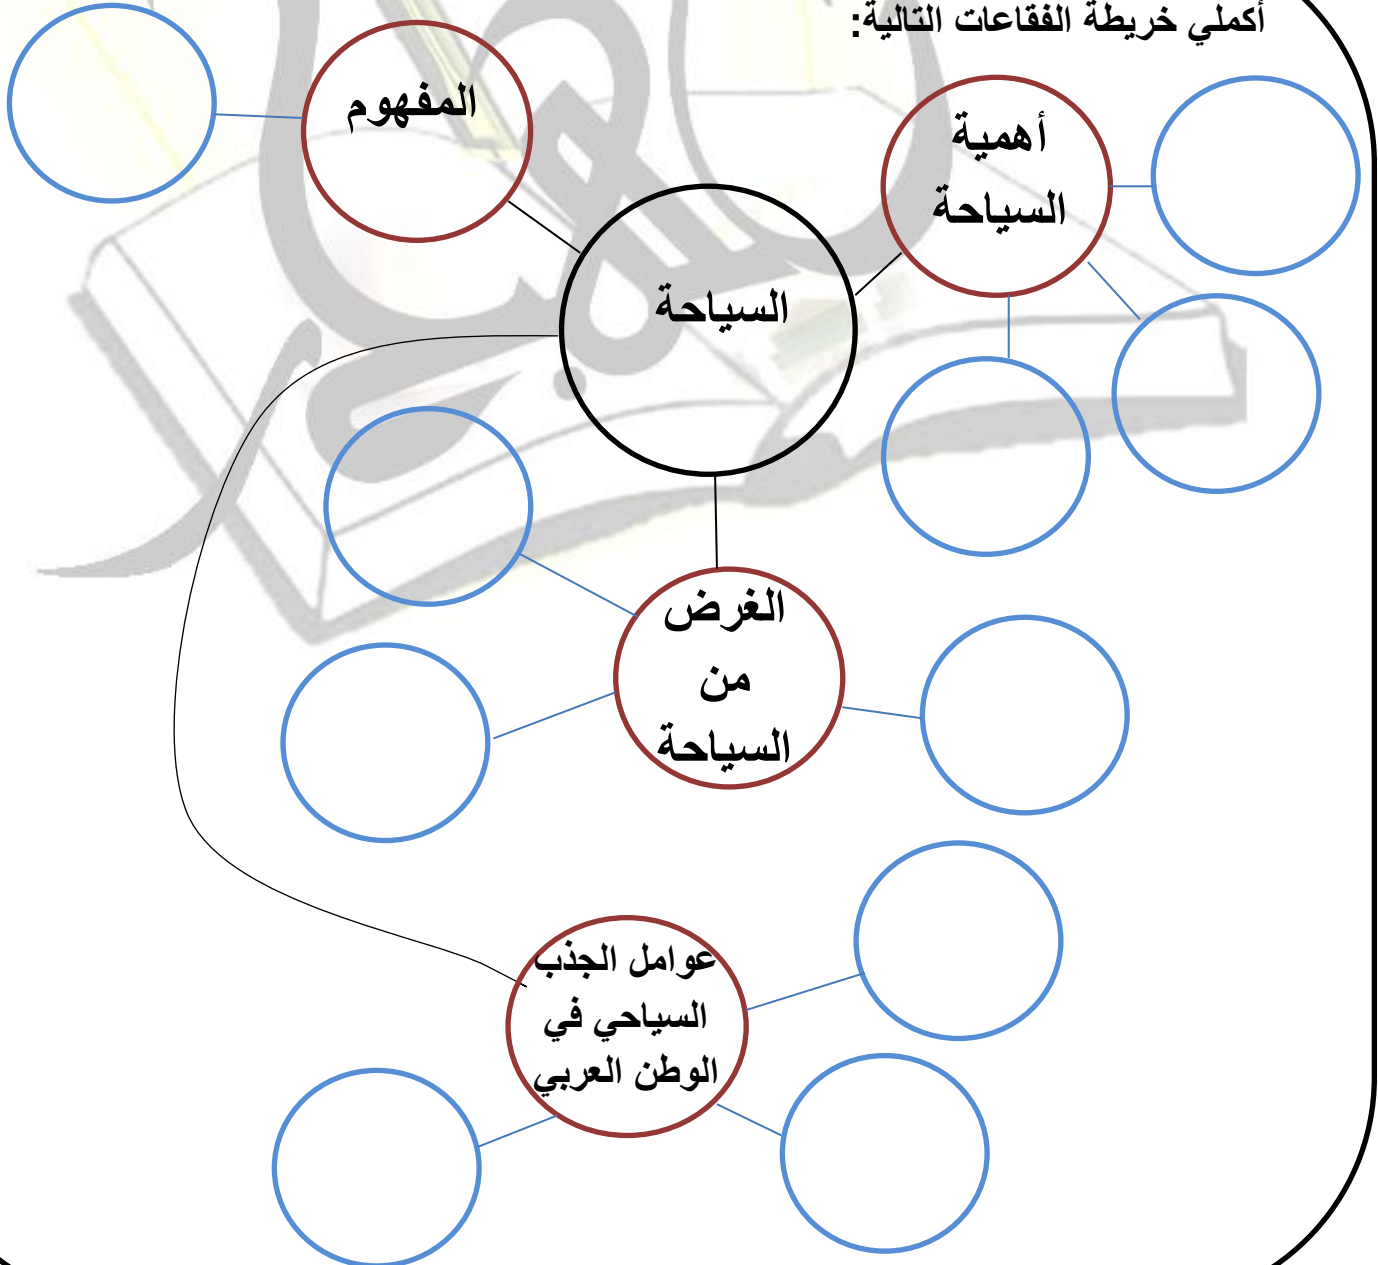 أكملي خريطة الفقاعات التالية:
المفهوم
أهمية
السياحة
السياحة
الغرض
من
السياحة
عوامل الجذب
السياحي في
الوطن العربي